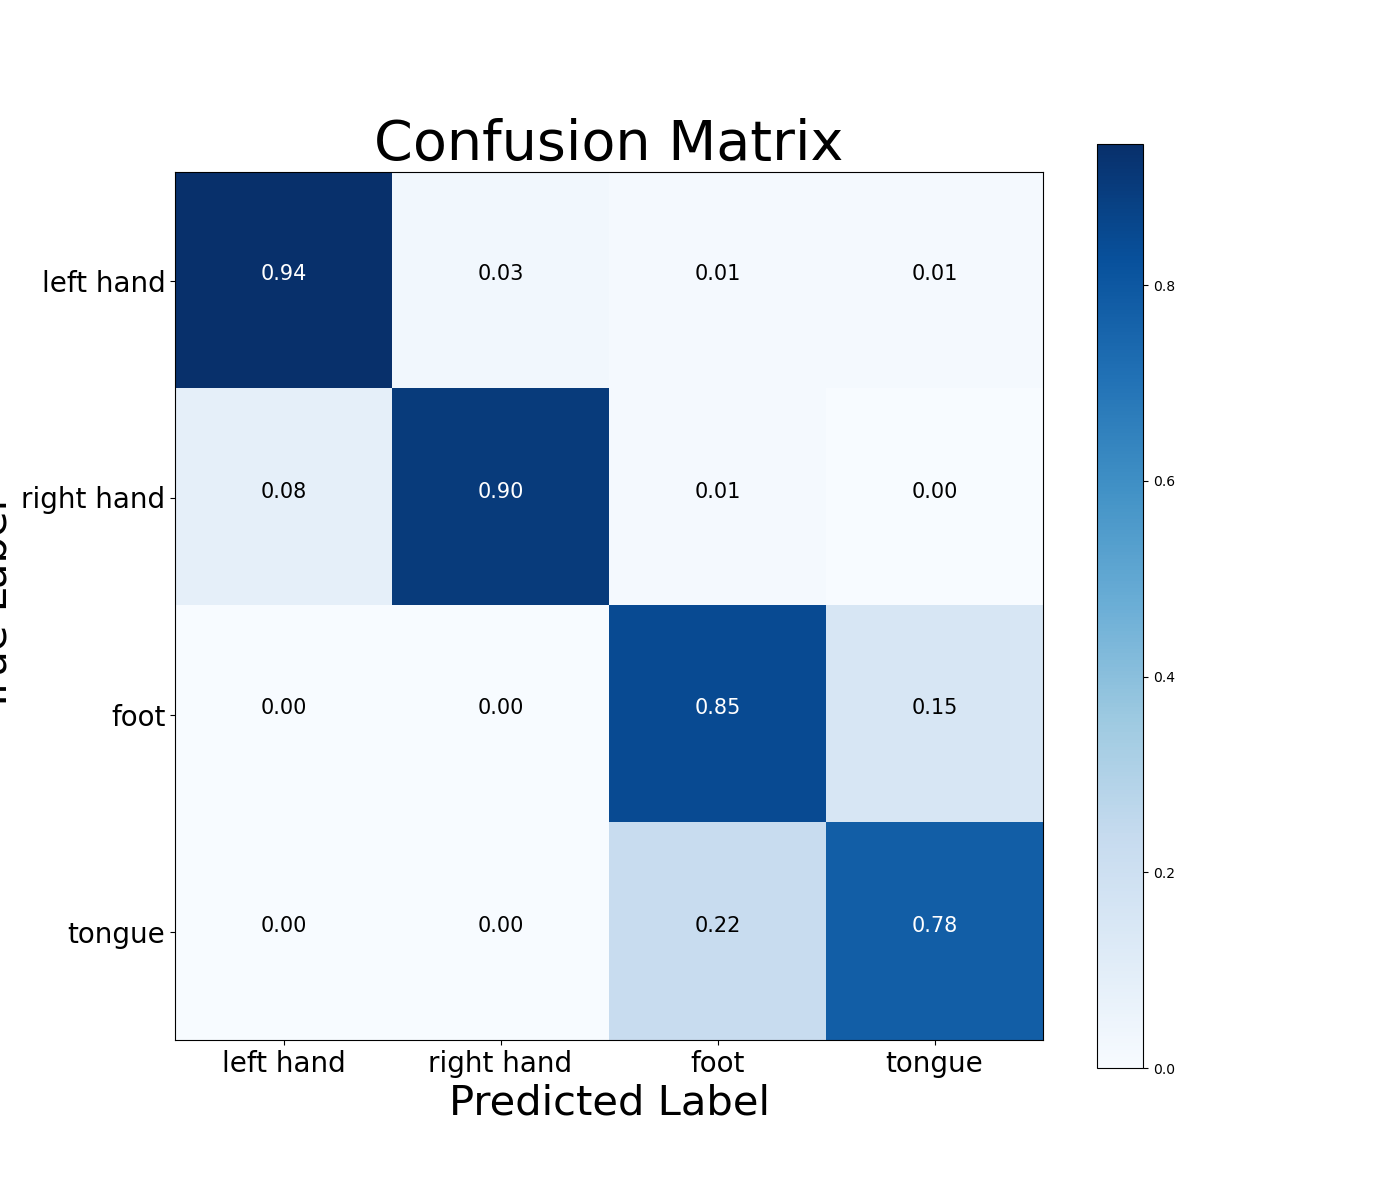 Confusion Matrix
left hand 0.94 0.03 0.01 0.01
right hand 0.08 0.90 0.01 0.00
foot 0.00 0.00 0.85 0.15
tongue 0.00 0.00 0.22 0.78
left hand right hand foot tongue
Predicted Label
0.8
0.6
0.4
0.2
0.0